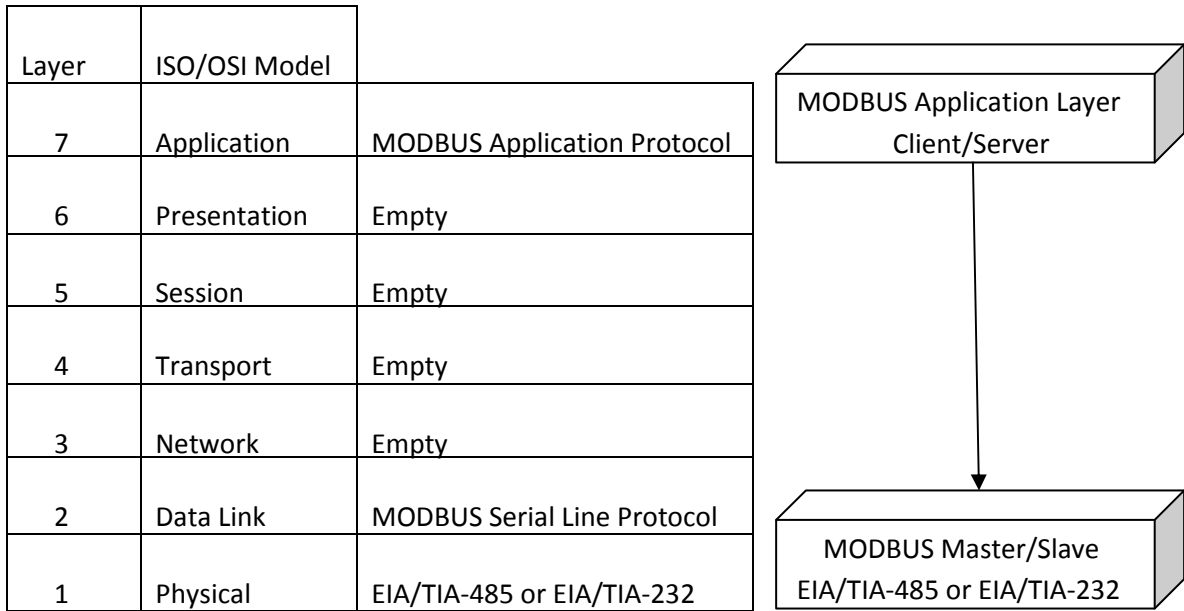 Layer ISO/OSI Model
7 Application MODBUS Application Protocol
6 Presentation Empty
5 Session Empty
4 Transport Empty
3 Network Empty
2 Data Link MODBUS Serial Line Protocol
1 Physical EIA/TIA-485 or EIA/TIA-232
MODBUS Application Layer
Client/Server
MODBUS Master/Slave
EIA/TIA-485 or EIA/TIA-232